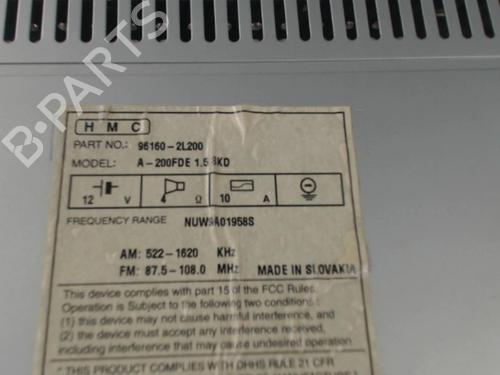 B-PARTS
H M C
PART NO.: 96160-2L200
MODEL: A-200FDE 1.5 8KD
12 V 4 Ω 10 A
FREQUENCY RANGE NUW9A01958S
AM: 522-1620 KHz
FM: 87.5-108.0 MHz MADE IN SLOVAKIA
This device complies with part 15 of the FCC Rules.
Operation is Subject to the following two conditions:
(1) this device may not cause harmful interference, and
(2) the device must accept any interference received,
including interference that may cause undesired operation
* THIS PRODUCT COMPLIES WITH DHHS RULE 21 CFR